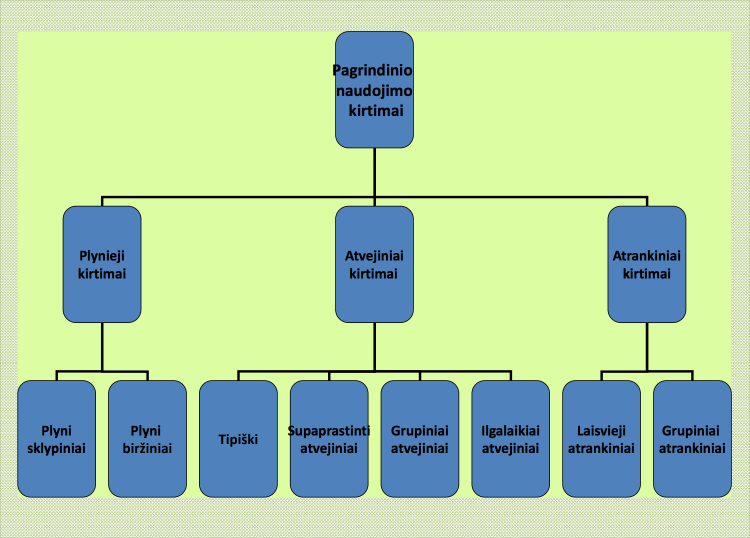 Pagrindinio
naudojimo
kirtimai
Plynieji
kirtimai
Atvejiniai
kirtimai
Atrankiniai
kirtimai
Plyni
sklypiniai
Plyni
biržiniai
Tipiški
Supaprastinti
atvejiniai
Grupiniai
atvejiniai
Ilgalaikiai
atvejiniai
Laisvieji
atrankiniai
Grupiniai
atrankiniai